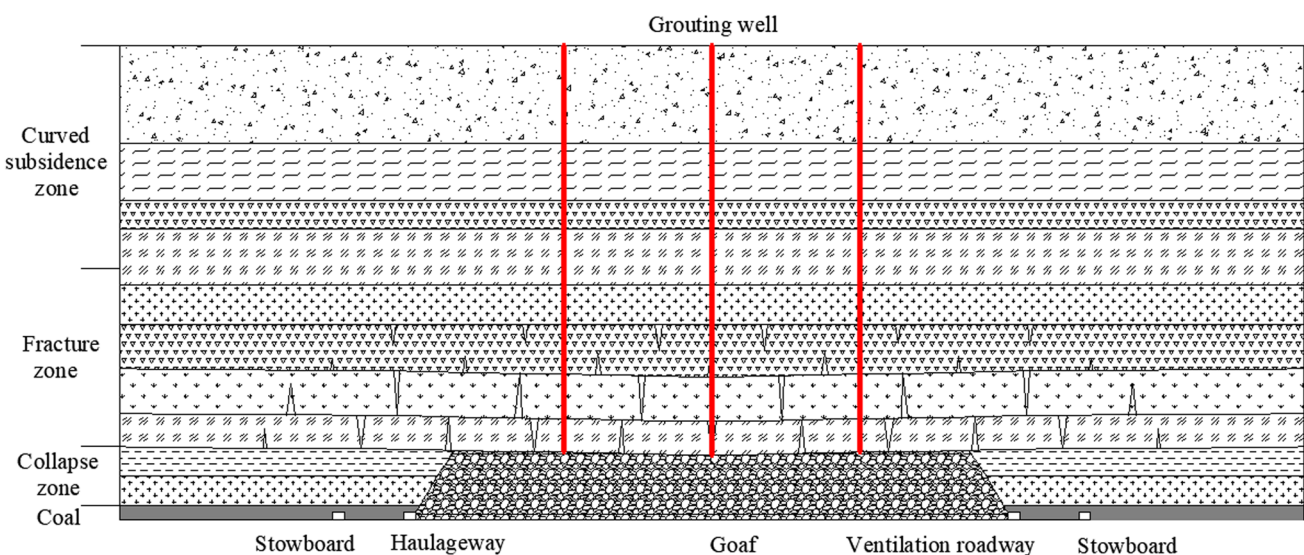 Grouting well
Curved
subsidence
zone
Fracture
zone
Collapse
zone
Coal
Stowboard
Haulageway
Goaf
Ventilation roadway
Stowboard